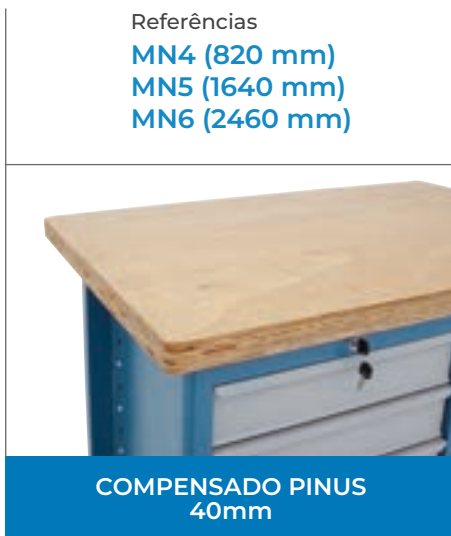 Referências
MN4 (820 mm)
MN5 (1640 mm)
MN6 (2460 mm)
COMPENSADO PINUS
40mm